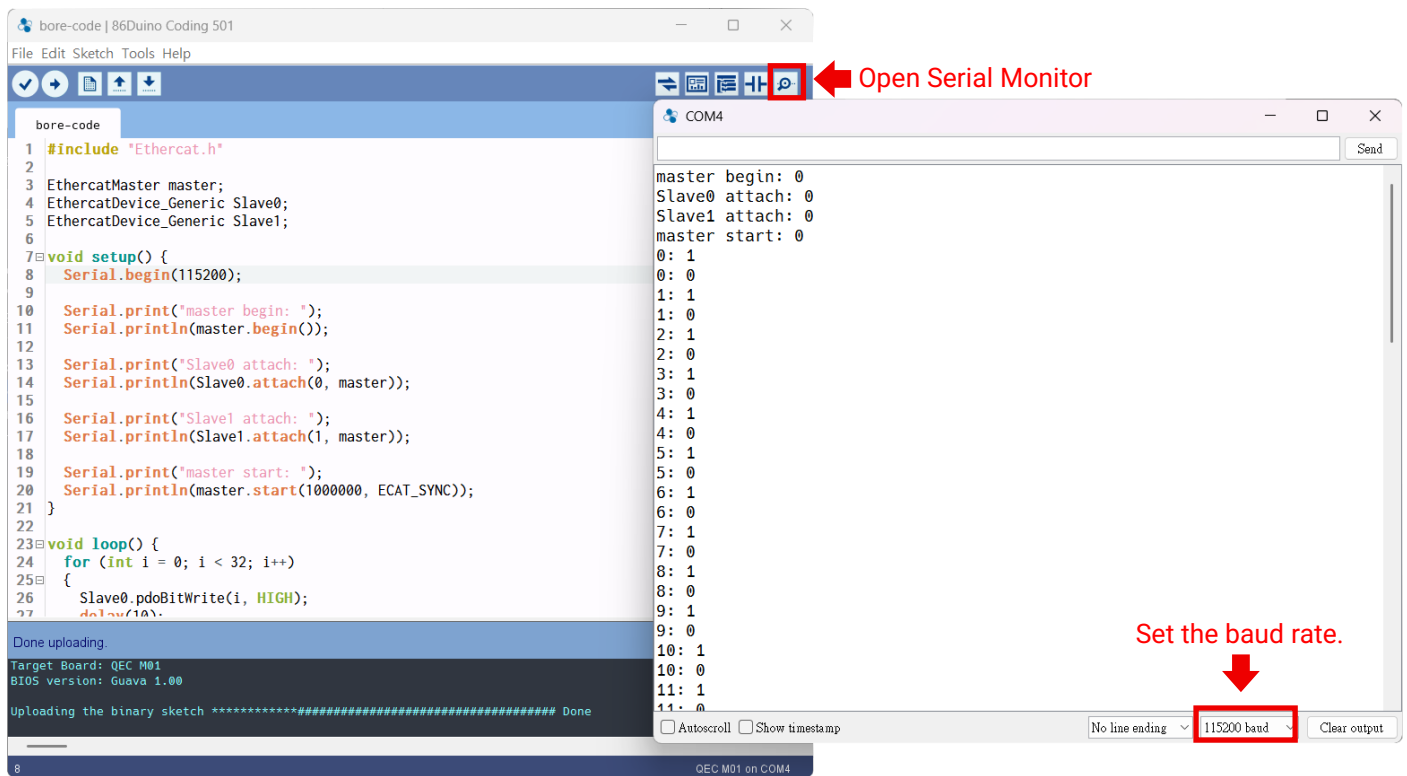 bore-code | 86Duino Coding 501
File Edit Sketch Tools Help
Open Serial Monitor
bore-code
1 #include "Ethercat.h"
2
3 EthercatMaster master;
4 EthercatDevice_Generic Slave0;
5 EthercatDevice_Generic Slave1;
6
7 void setup() {
8 Serial.begin(115200);
9
10 Serial.print("master begin: ");
11 Serial.println(master.begin());
12
13 Serial.print("Slave0 attach: ");
14 Serial.println(Slave0.attach(0, master));
15
16 Serial.print("Slave1 attach: ");
17 Serial.println(Slave1.attach(1, master));
18
19 Serial.print("master start: ");
20 Serial.println(master.start(1000000, ECAT_SYNC));
21 }
22
23 void loop() {
24 for (int i = 0; i < 32; i++)
25 {
26 Slave0.pdoBitWrite(i, HIGH);
27 delay(10);
Done uploading.
Target Board: QEC M01
BIOS version: Guava 1.00
Uploading the binary sketch ************#################################### Done
8
QEC M01 on COM4
COM4
Send
master begin: 0
Slave0 attach: 0
Slave1 attach: 0
master start: 0
0: 1
0: 0
1: 1
1: 0
2: 1
2: 0
3: 1
3: 0
4: 1
4: 0
5: 1
5: 0
6: 1
6: 0
7: 1
7: 0
8: 1
8: 0
9: 1
9: 0
10: 1
10: 0
11: 1
11: 0
Set the baud rate.
Autoscroll Show timestamp
No line ending
115200 baud
Clear output